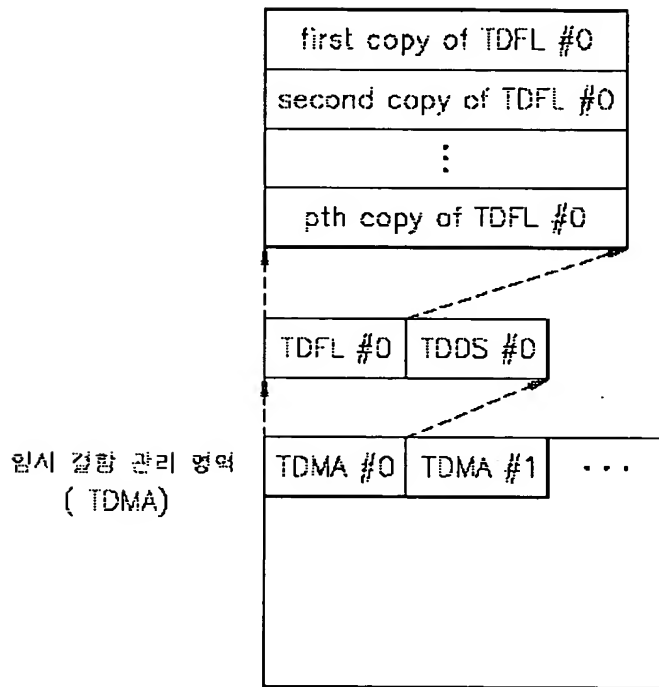 first copy of TDFL #0
second copy of TDFL #0
⋮
pth copy of TDFL #0
TDFL #0 TDDS #0
임시 결함 관리 영역
( TDMA)
TDMA #0 TDMA #1 ...